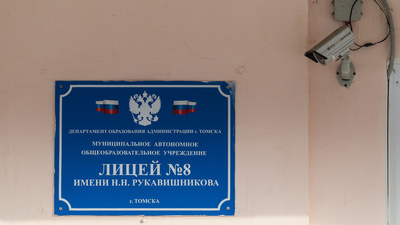 ДЕПАРТАМЕНТ ОБРАЗОВАНИЯ АДМИНИСТРАЦИИ г. ТОМСКА
МУНИЦИПАЛЬНОЕ АВТОНОМНОЕ
ОБЩЕОБРАЗОВАТЕЛЬНОЕ УЧРЕЖДЕНИЕ
ЛИЦЕЙ №8
ИМЕНИ Н.Н. РУКАВИШНИКОВА
г. ТОМСКА